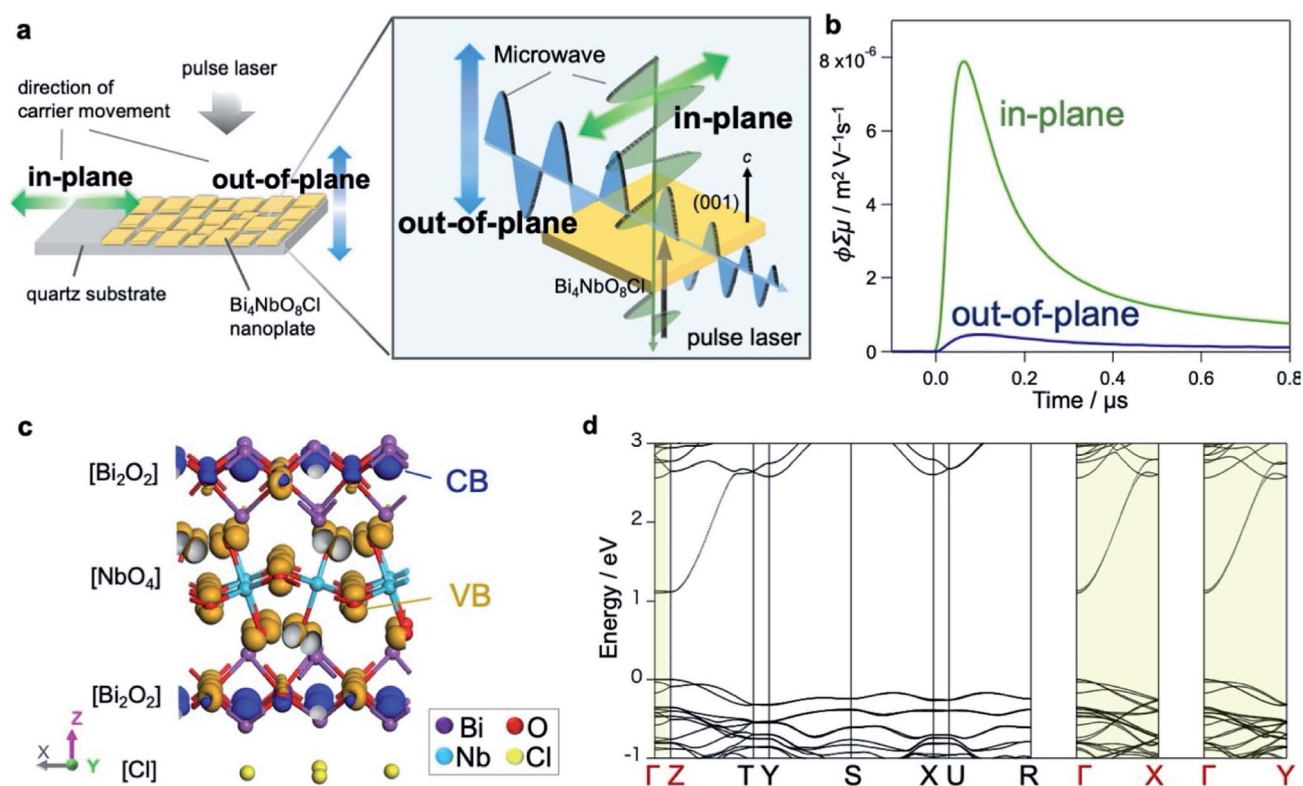 a
pulse laser
direction of
carrier movement
in-plane
out-of-plane
quartz substrate
Bi₄NbO₈Cl
nanoplate
Microwave
in-plane
out-of-plane
c
(001)
Bi₄NbO₈Cl
pulse laser
b
8 x10⁻⁶
6
4
2
0
ϕΣμ / m² V⁻¹s⁻¹
in-plane
out-of-plane
0.0 0.2 0.4 0.6 0.8
Time / μs
c
[Bi₂O₂]
CB
[NbO₄]
VB
[Bi₂O₂]
[Cl]
Z
X
Y
Bi O
Nb Cl
d
3
2
1
0
-1
Energy / eV
Γ Z T Y S X U R Γ X Γ Y